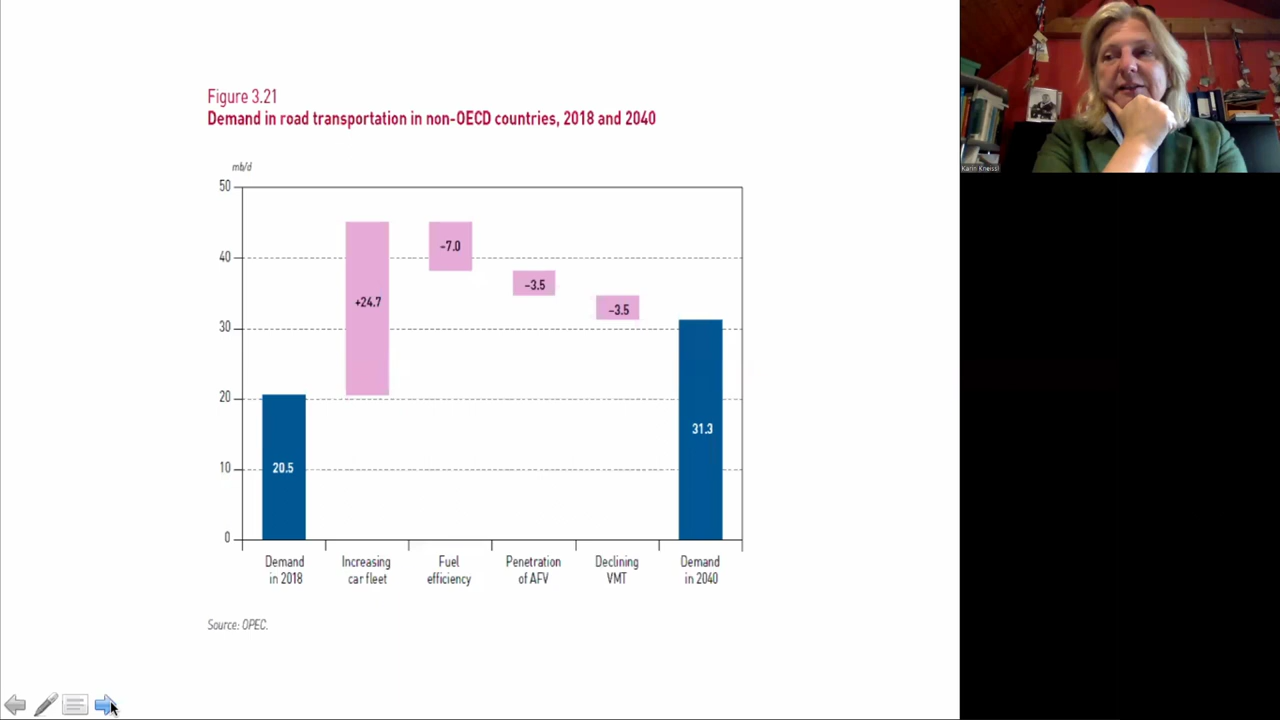 Figure 3.21
Demand in road transportation in non-OECD countries, 2018 and 2040
mb/d
50
40
30
20
10
0
20.5
+24.7
-7.0
-3.5
-3.5
31.3
Demand
in 2018
Increasing
car fleet
Fuel
efficiency
Penetration
of AFV
Declining
VMT
Demand
in 2040
Source: OPEC.
Karin Kneissl